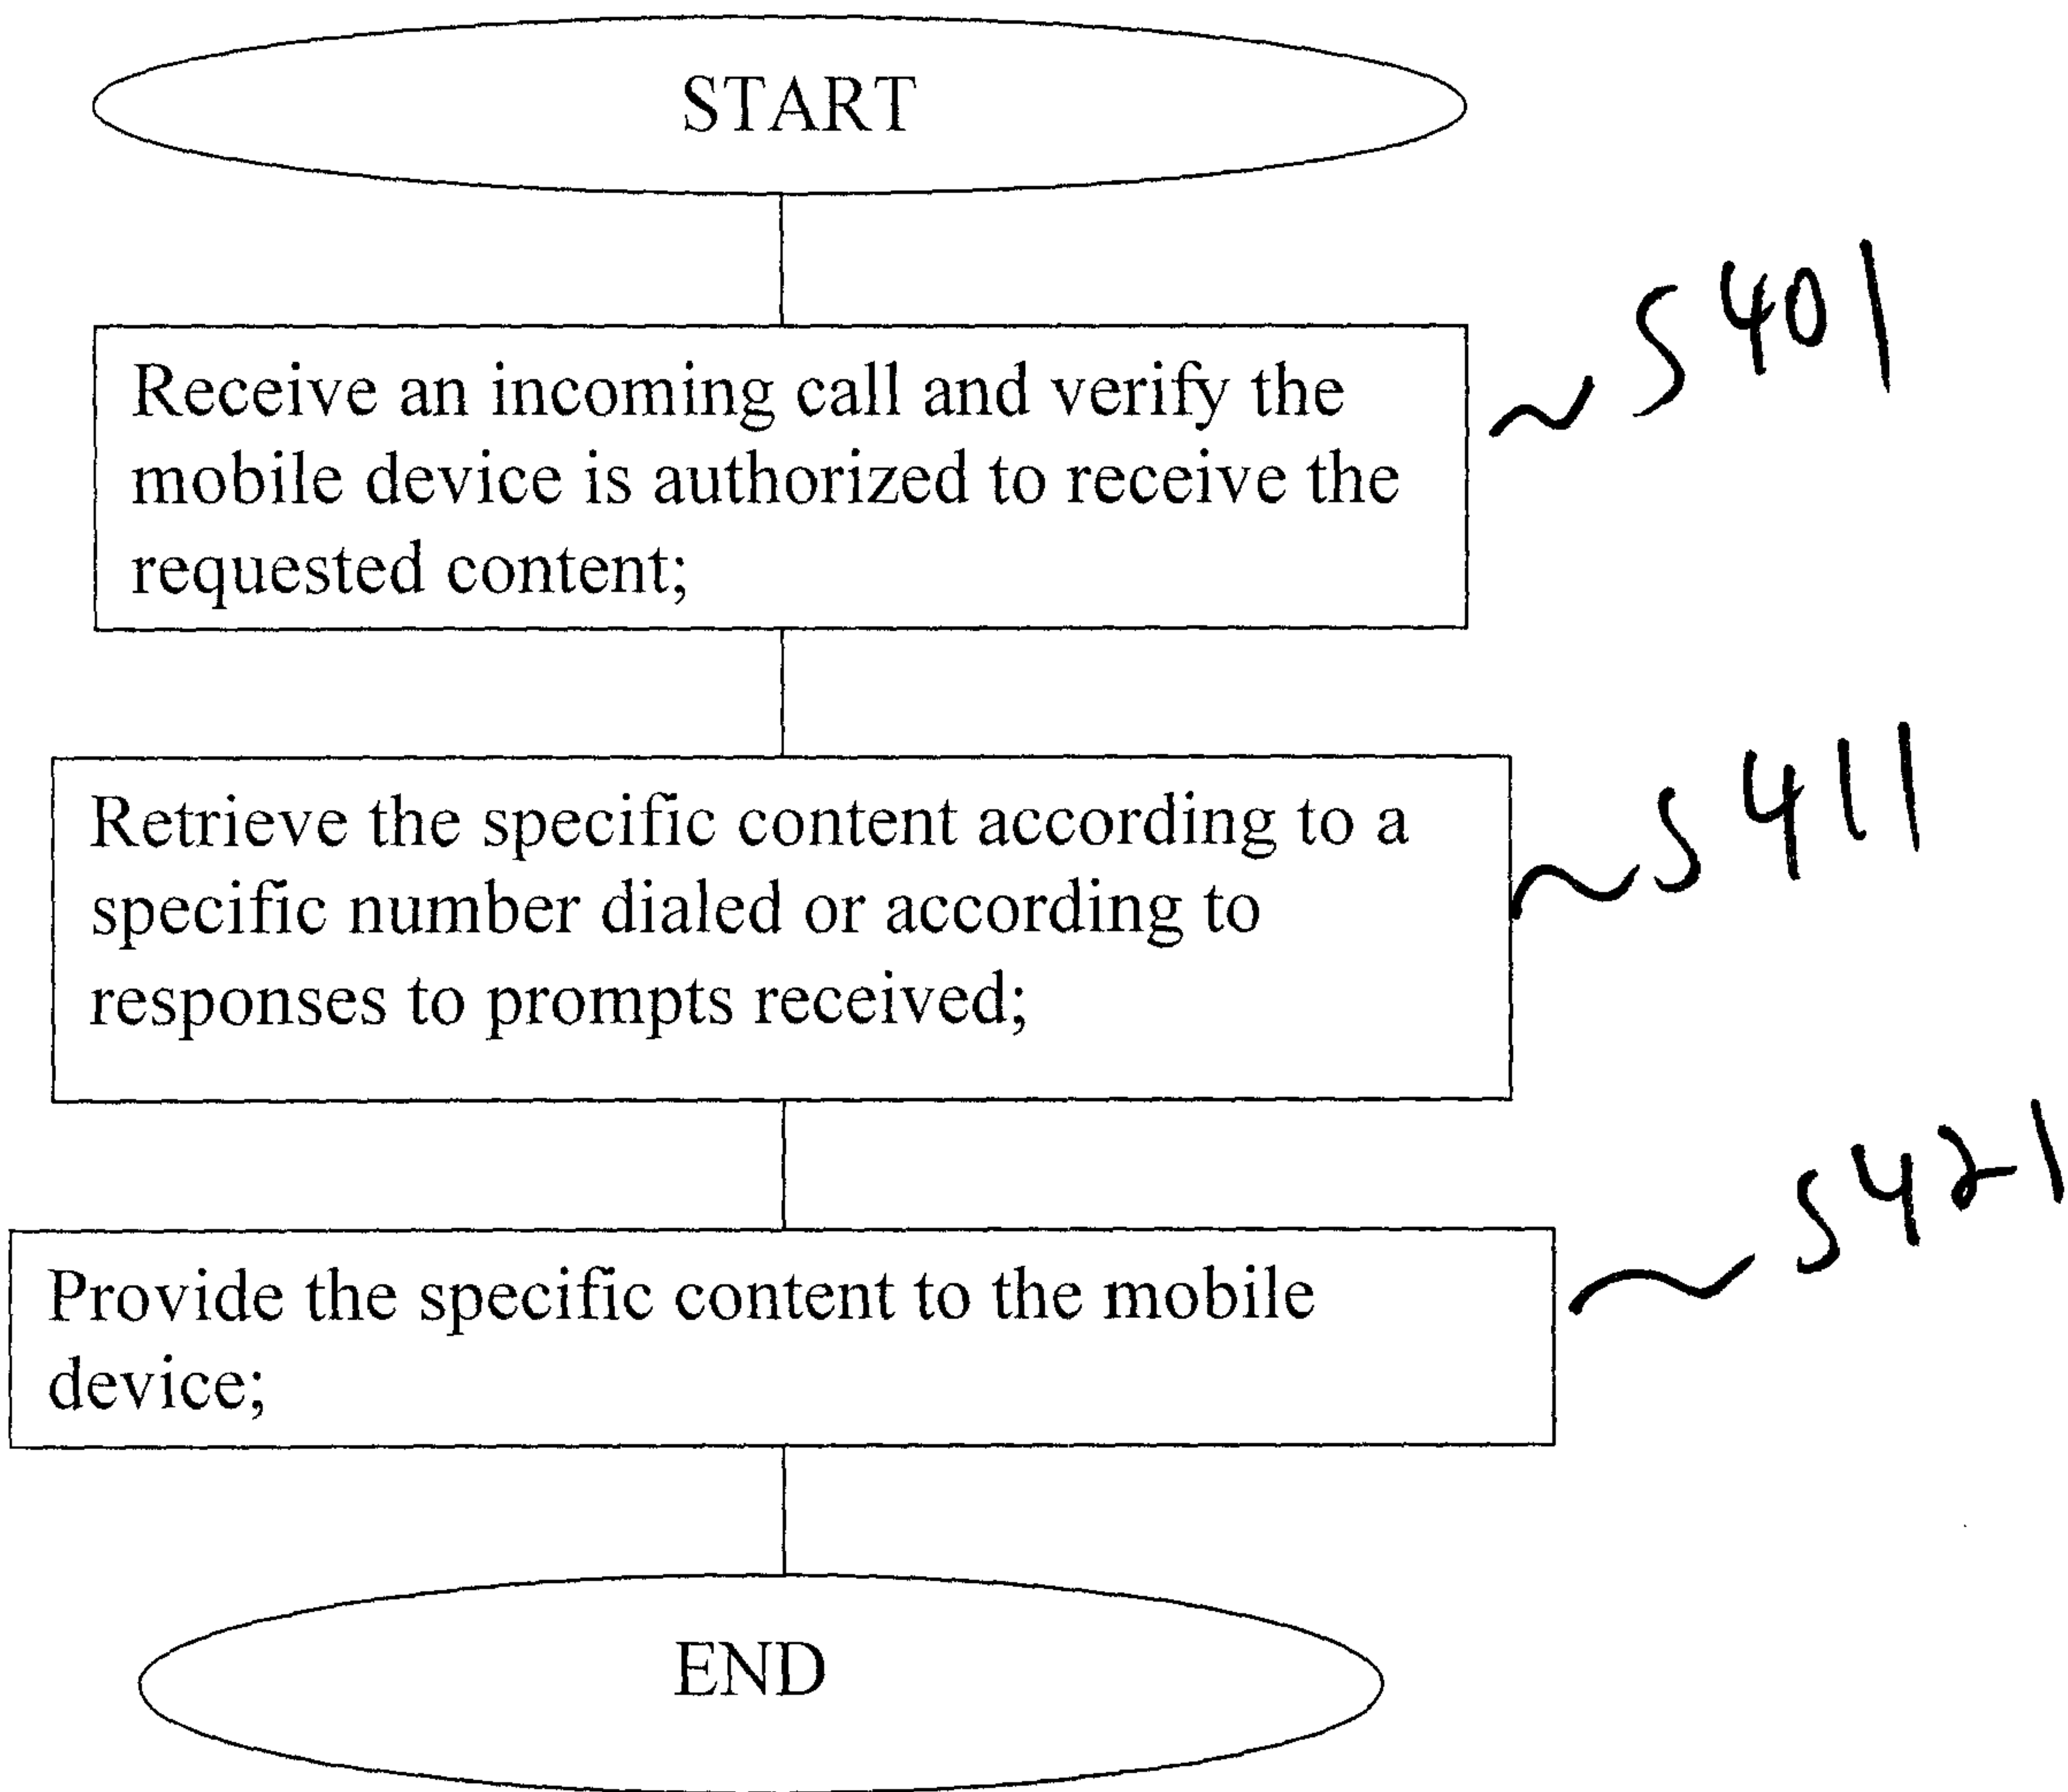 START
S401
Receive an incoming call and verify the
mobile device is authorized to receive the
requested content;
S411
Retrieve the specific content according to a
specific number dialed or according to
responses to prompts received;
S421
Provide the specific content to the mobile
device;
END